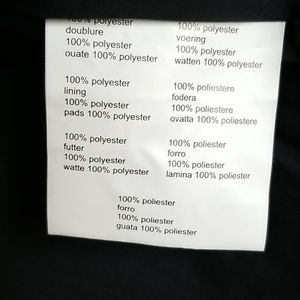 100% polyester
doublure
100% polyester
ouate 100% polyester
100% polyester
voering
100% polyester
watten 100% polyester
100% polyester
lining
100% polyester
pads 100% polyester
100% poliestere
fodera
100% poliestere
ovatta 100% poliestere
100% polyester
futter
100% polyester
watte 100% polyester
100% poliester
forro
100% poliester
lamina 100% poliester
100% poliester
forro
100% poliester
guata 100% poliester